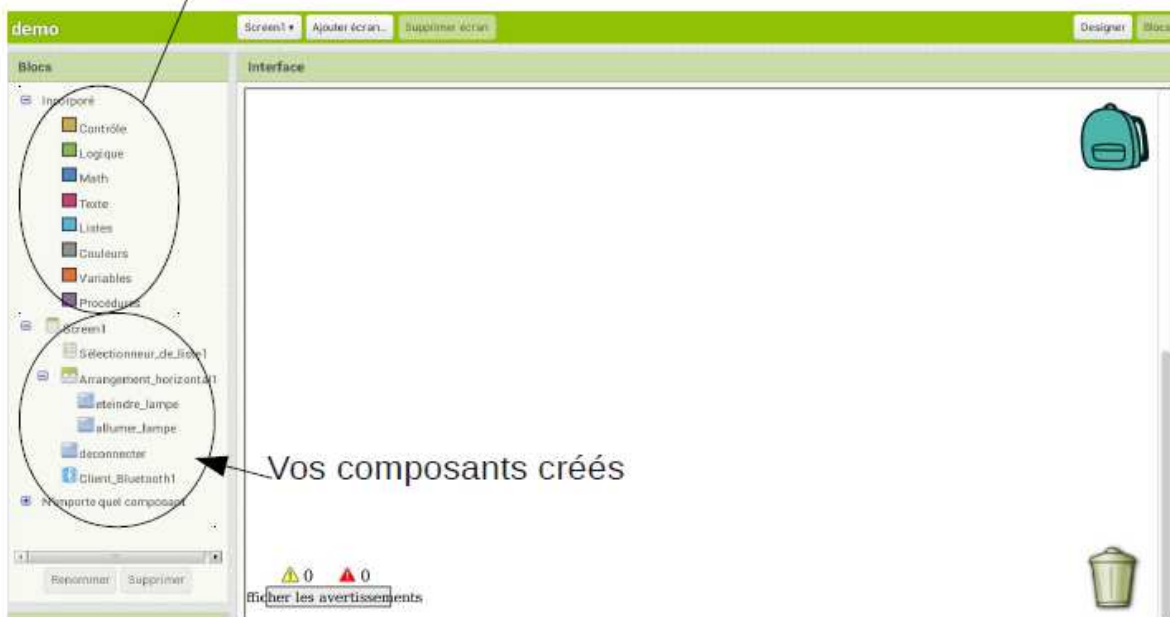 demo Screen1 Ajouter écran... Supprimer écran Designer Blocs
Blocs Interface
Incorporé
Contrôle
Logique
Math
Texte
Listes
Couleurs
Variables
Procédures
Screen1
Sélectionneur_de_liste1
Arrangement_horizontal1
eteindre_lampe
allumer_lampe
deconnecter
Client_Bluetooth1
N'importe quel composant
Vos composants créés
Renommer Supprimer
0 0
fficher les avertissements